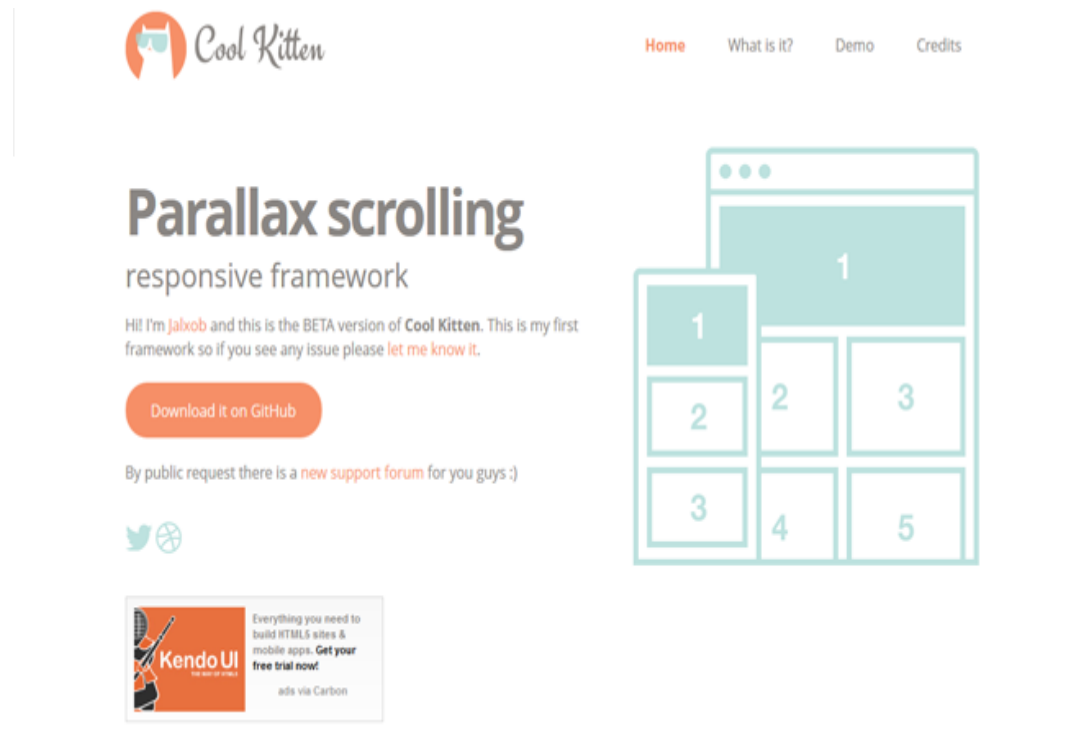 Cool Kitten
Home What is it? Demo Credits
Parallax scrolling
responsive framework
Hi! I'm Jalxob and this is the BETA version of Cool Kitten. This is my first
framework so if you see any issue please let me know it.
Download it on GitHub
By public request there is a new support forum for you guys :)
1
2
3
4
5
1
2
3
Kendo UI
THE ART OF HTML5
Everything you need to
build HTML5 sites &
mobile apps. Get your
free trial now!
ads via Carbon